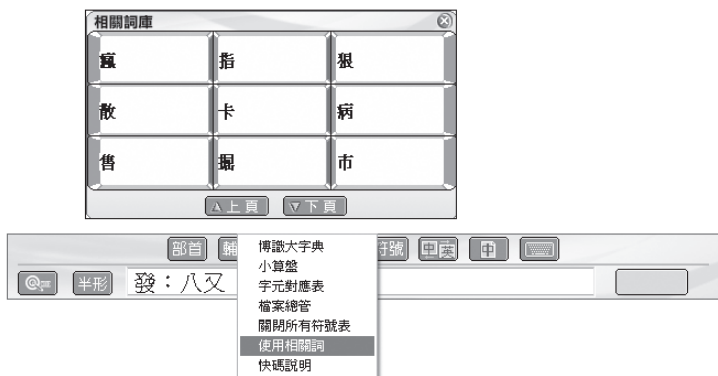 相關詞庫
瘋 指 狠
散 卡 病
售 掘 市
上頁 下頁
部首 輔 符號 中英 中
博識大字典
小算盤
半形 發：八又
字元對應表
檔案總管
關閉所有符號表
使用相關詞
快碼說明